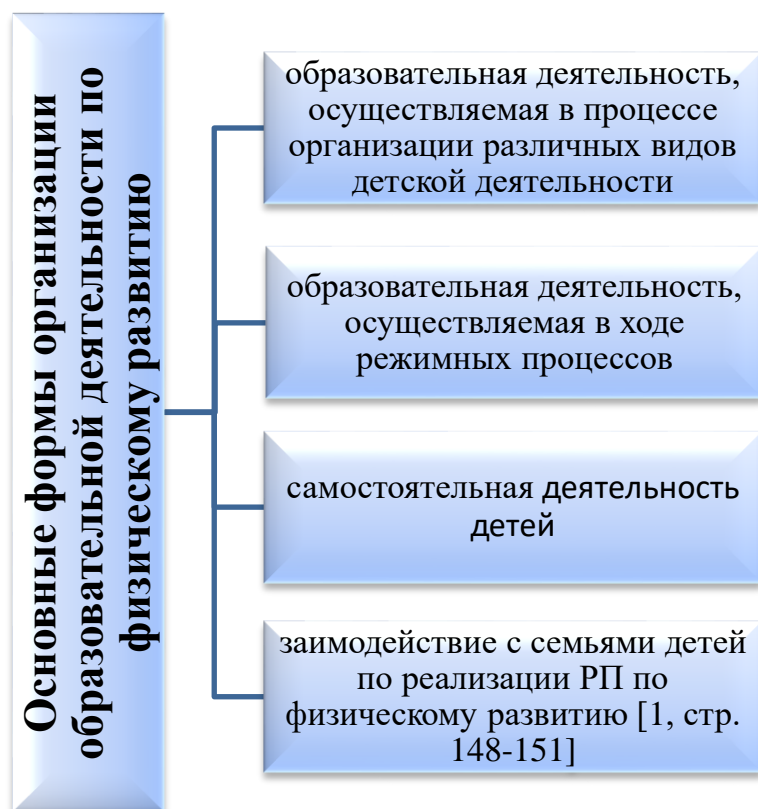 Основные формы организации
образовательной деятельности по
физическому развитию
образовательная деятельность,
осуществляемая в процессе
организации различных видов
детской деятельности
образовательная деятельность,
осуществляемая в ходе
режимных процессов
самостоятельная деятельность
детей
заимодействие с семьями детей
по реализации РП по
физическому развитию [1, стр.
148-151]